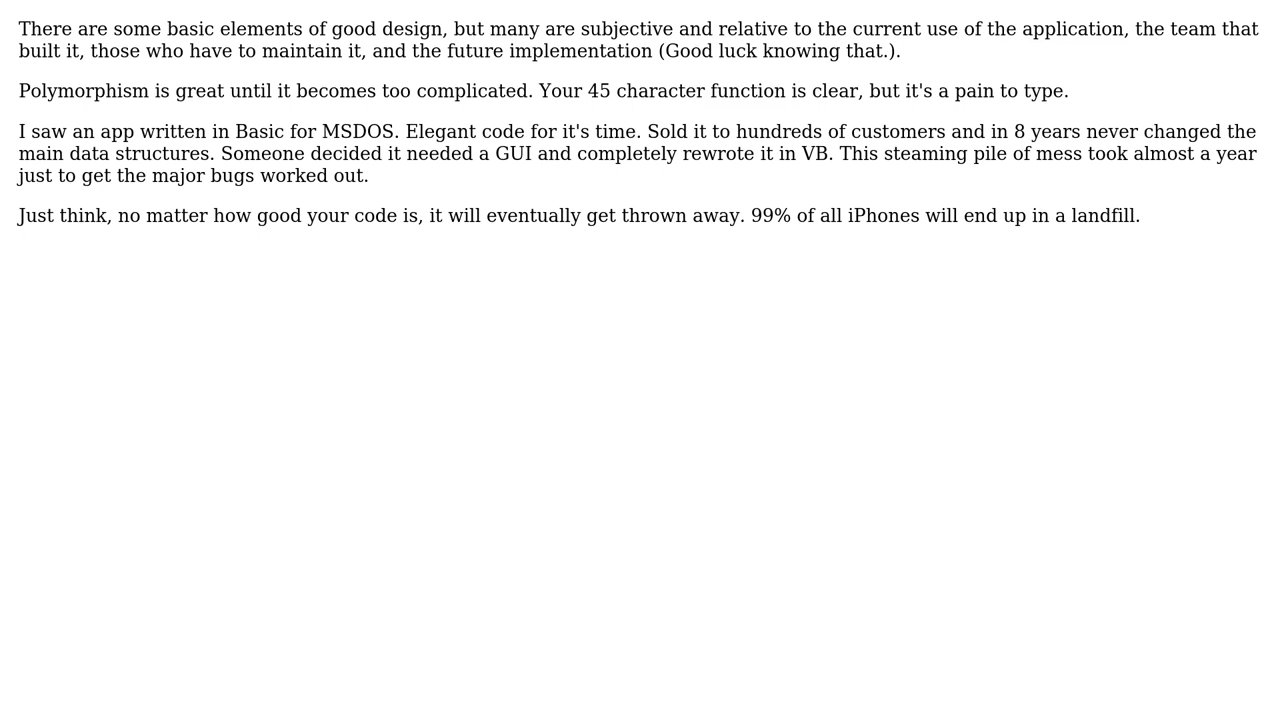 There are some basic elements of good design, but many are subjective and relative to the current use of the application, the team that
built it, those who have to maintain it, and the future implementation (Good luck knowing that.).
Polymorphism is great until it becomes too complicated. Your 45 character function is clear, but it's a pain to type.
I saw an app written in Basic for MSDOS. Elegant code for it's time. Sold it to hundreds of customers and in 8 years never changed the
main data structures. Someone decided it needed a GUI and completely rewrote it in VB. This steaming pile of mess took almost a year
just to get the major bugs worked out.
Just think, no matter how good your code is, it will eventually get thrown away. 99% of all iPhones will end up in a landfill.